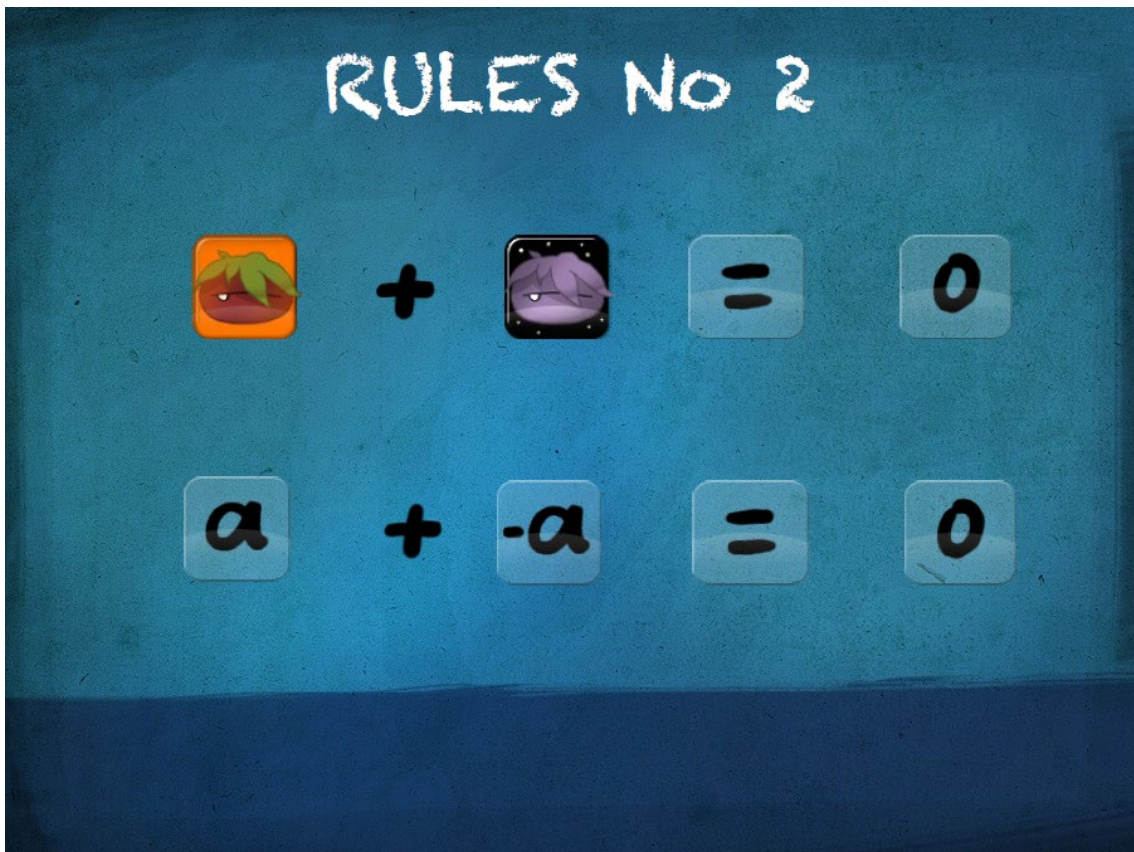 RULES No 2
+ = 0
a + -a = 0